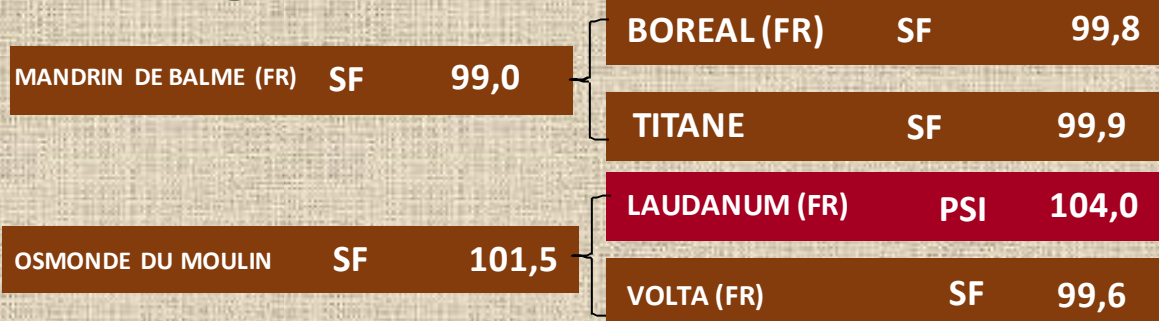 BOREAL (FR) SF 99,8
MANDRIN DE BALME (FR) SF 99,0
TITANE SF 99,9
LAUDANUM (FR) PSI 104,0
OSMONDE DU MOULIN SF 101,5
VOLTA (FR) SF 99,6